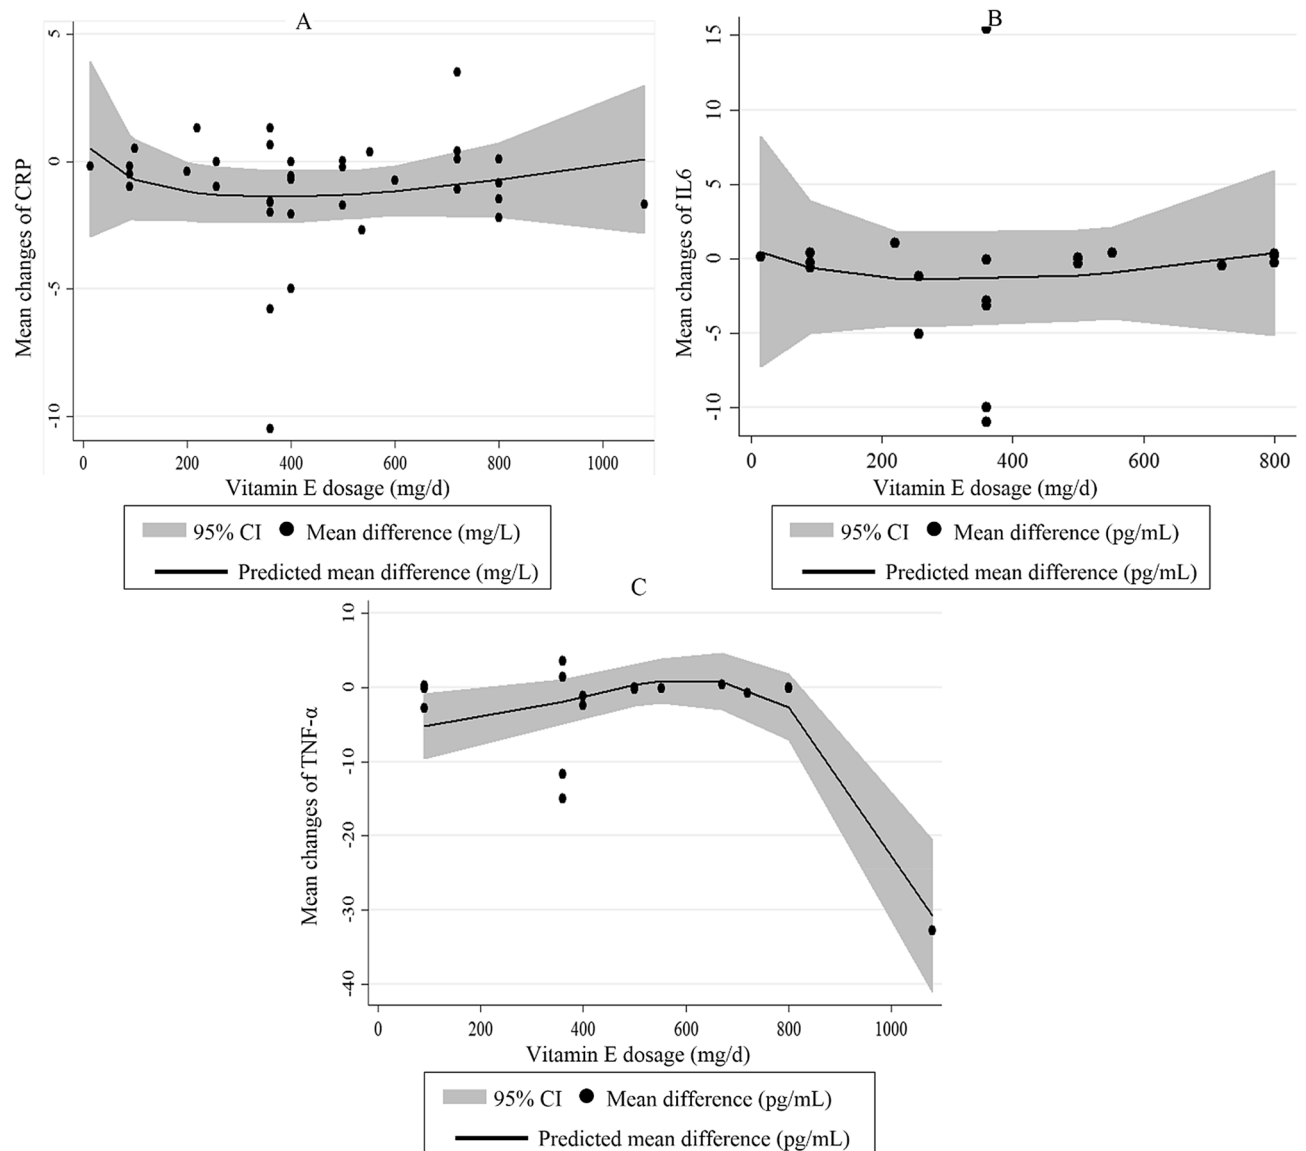 A
5
0
-5
-10
Mean changes of CRP
0 200 400 600 800 1000
Vitamin E dosage (mg/d)
95% CI Mean difference (mg/L)
Predicted mean difference (mg/L)
B
15
10
5
0
-5
-10
Mean changes of IL6
0 200 400 600 800
Vitamin E dosage (mg/d)
95% CI Mean difference (pg/mL)
Predicted mean difference (pg/mL)
C
10
0
-10
-20
-30
-40
Mean changes of TNF-α
0 200 400 600 800 1000
Vitamin E dosage (mg/d)
95% CI Mean difference (pg/mL)
Predicted mean difference (pg/mL)